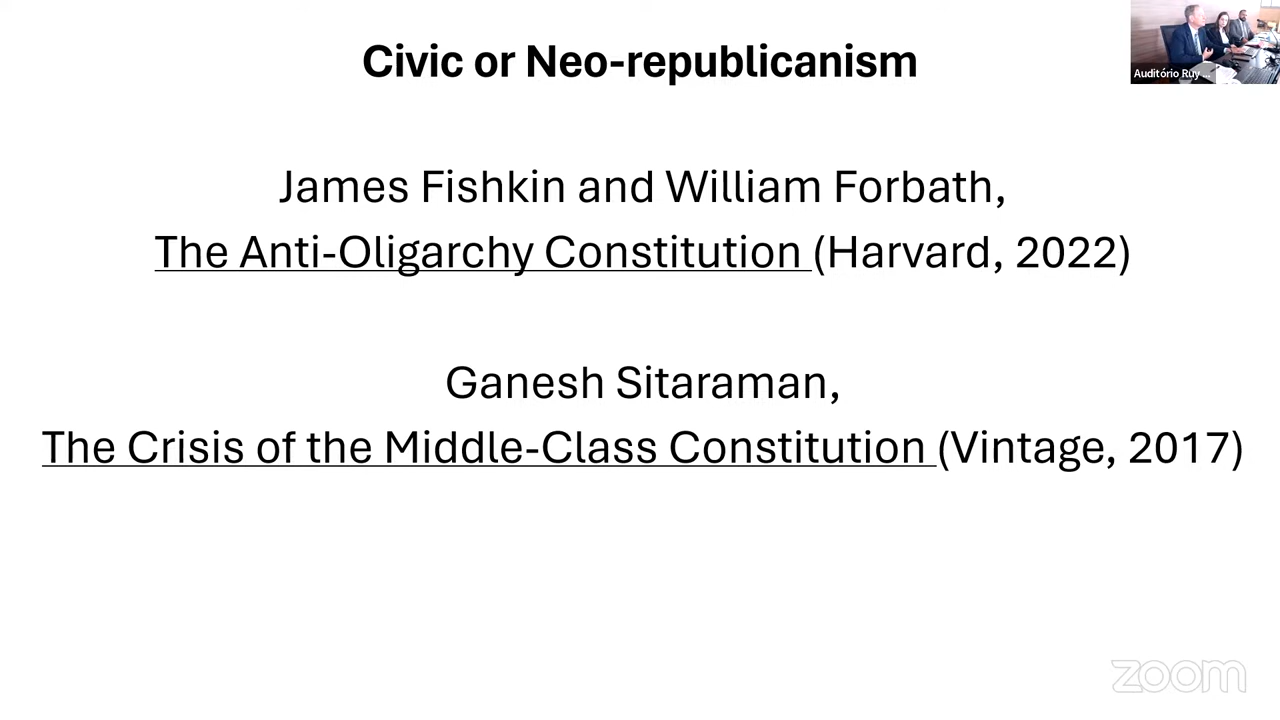 Civic or Neo-republicanism
Auditório Ruy ...
James Fishkin and William Forbath,
The Anti-Oligarchy Constitution (Harvard, 2022)
Ganesh Sitaraman,
The Crisis of the Middle-Class Constitution (Vintage, 2017)
zoom